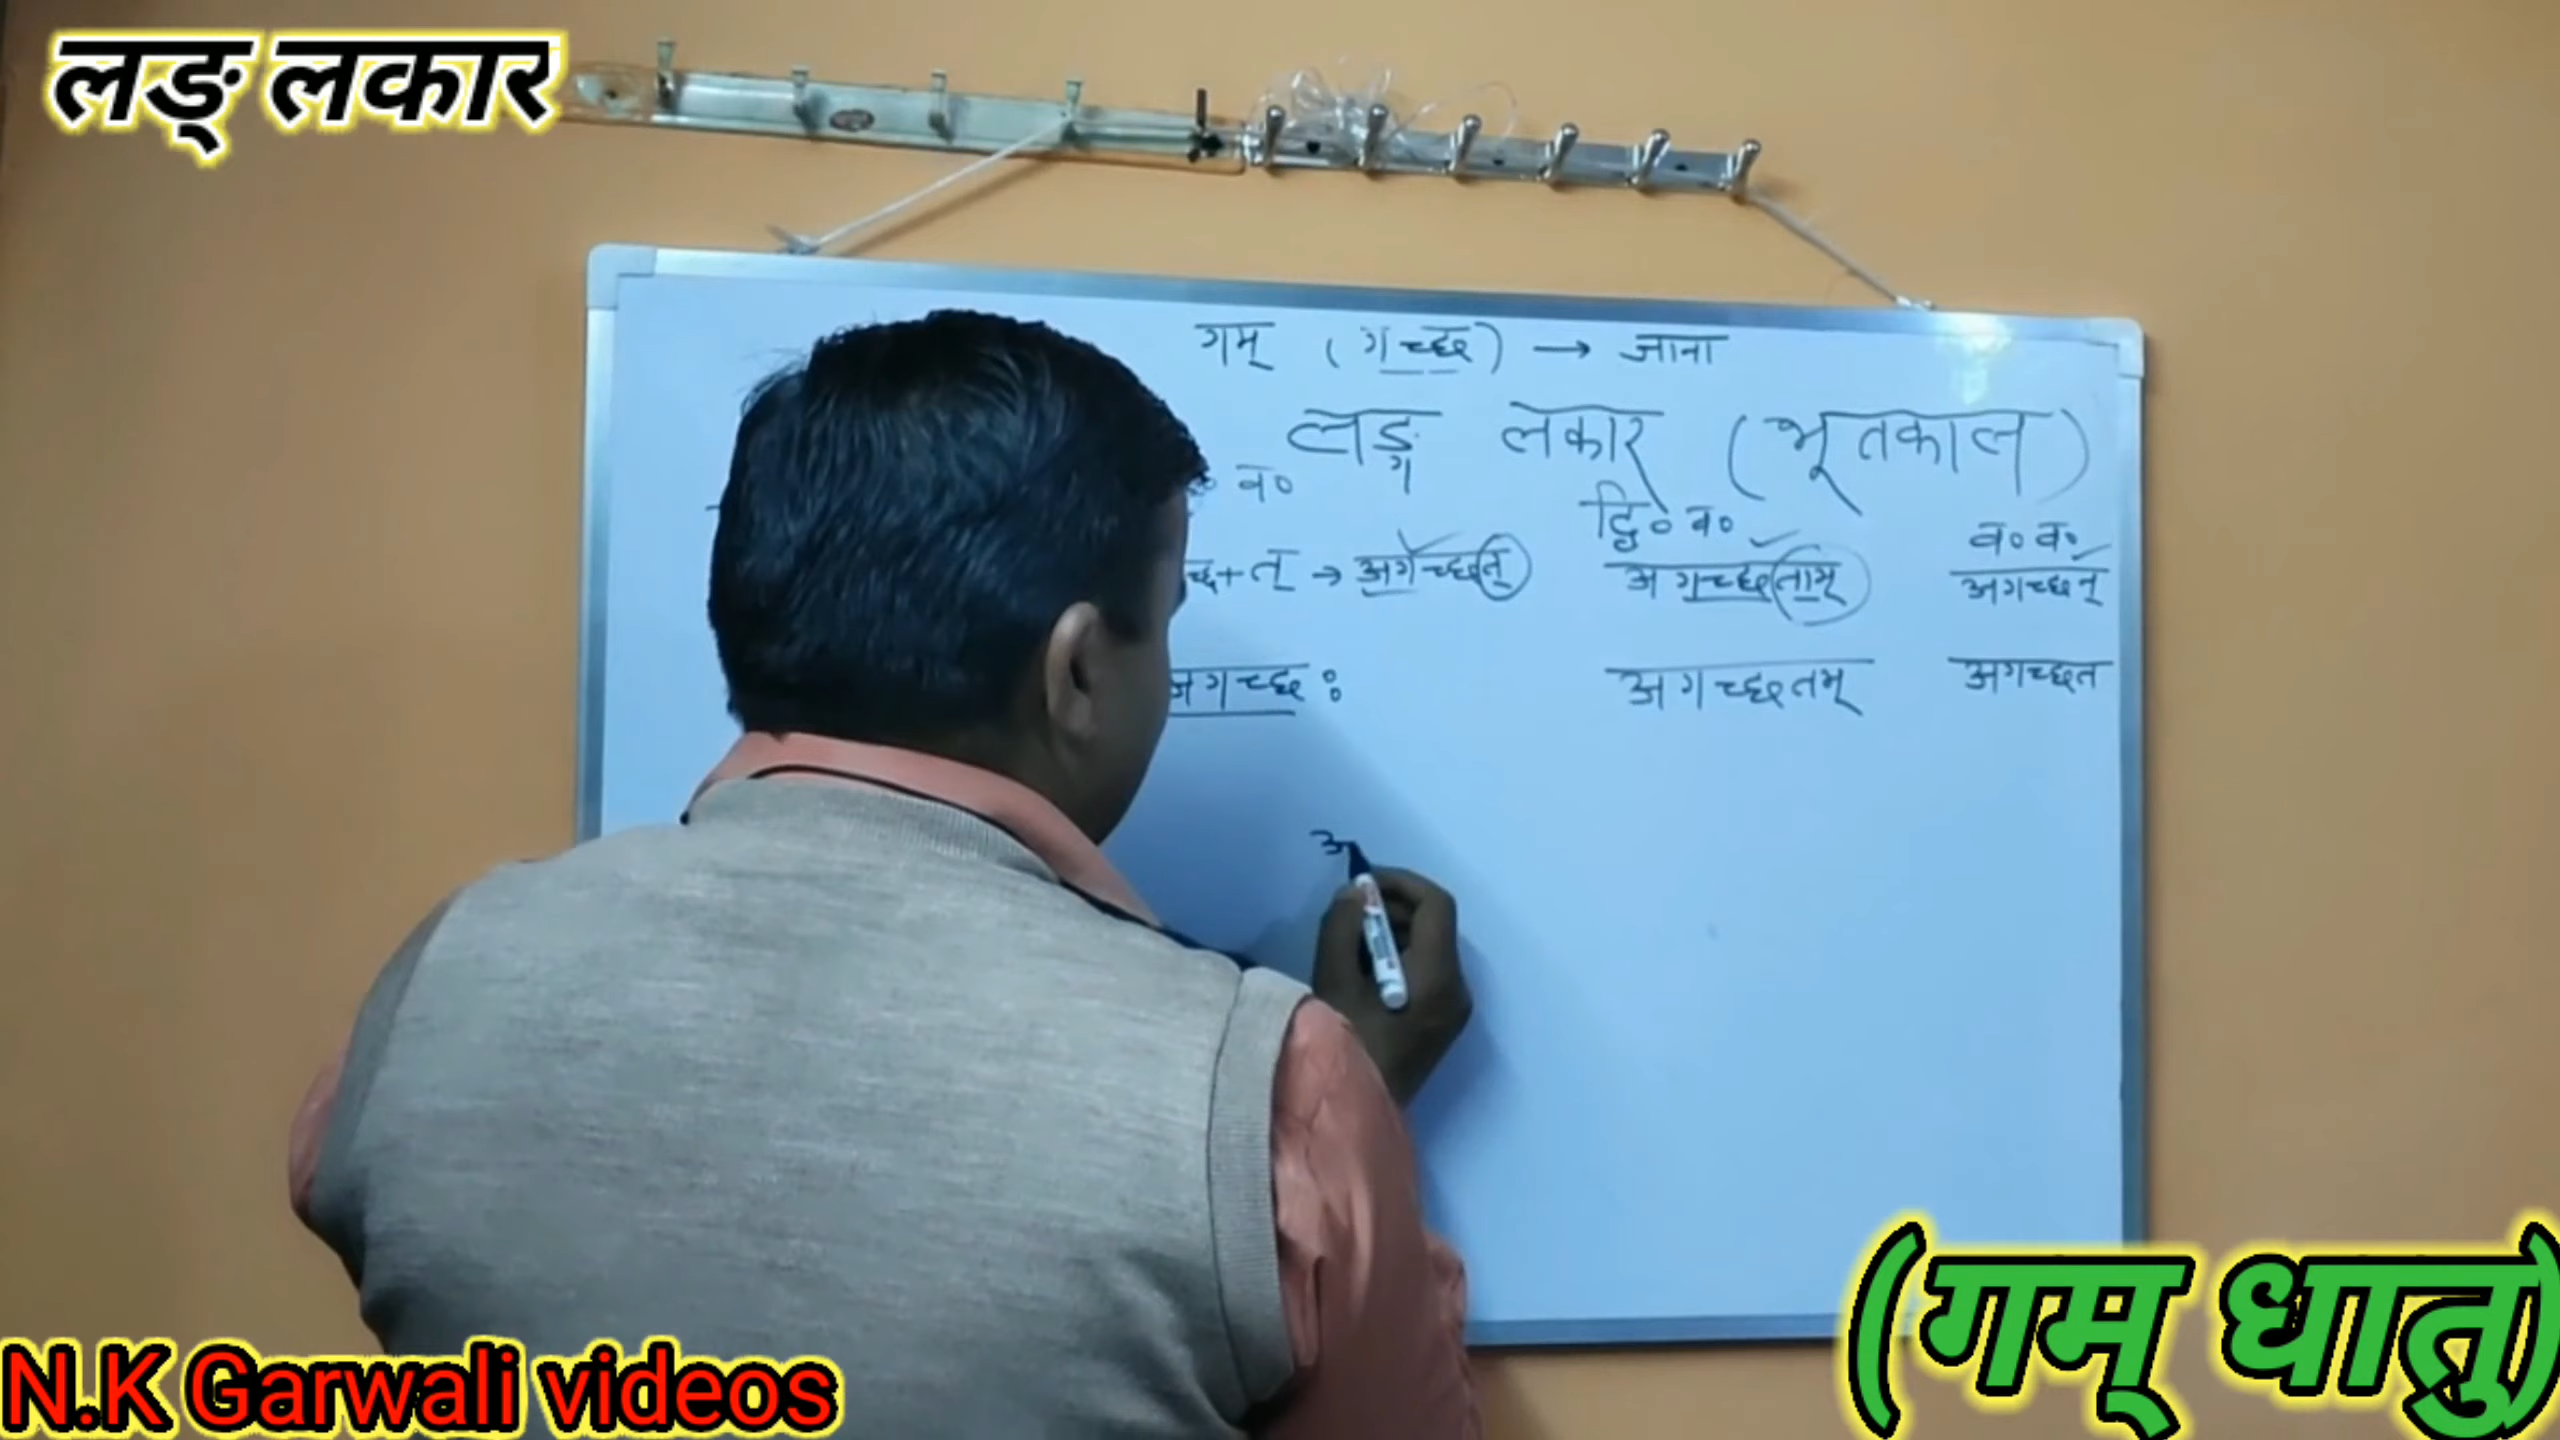 लङ् लकार
गम् (गच्छ) → जाना
लङ्ग् लकार (भूतकाल)
व० द्वि० व० ब० व०
च्छ+त् → अगच्छत् अगच्छताम् अगच्छन्
अगच्छः अगच्छतम् अगच्छत
अ
N.K Garwali videos
(गम् धातु)